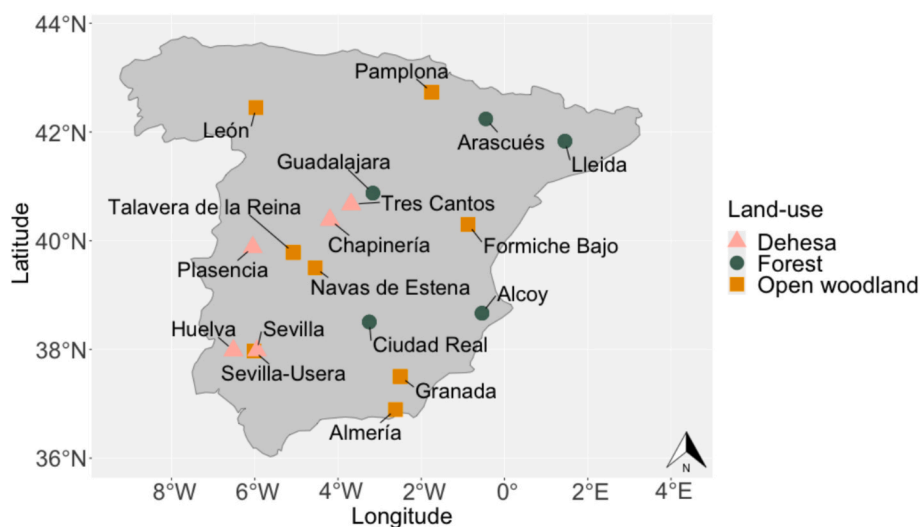 44°N
42°N
40°N
38°N
36°N
Latitude
Pamplona
León
Arascués
Lleida
Guadalajara
Talavera de la Reina
Tres Cantos
Chapinería
Formiche Bajo
Plasencia
Navas de Estena
Alcoy
Huelva
Sevilla
Ciudad Real
Sevilla-Usera
Granada
Almería
N
8°W
6°W
4°W
2°W
0°
2°E
4°E
Longitude
Land-use
Dehesa
Forest
Open woodland